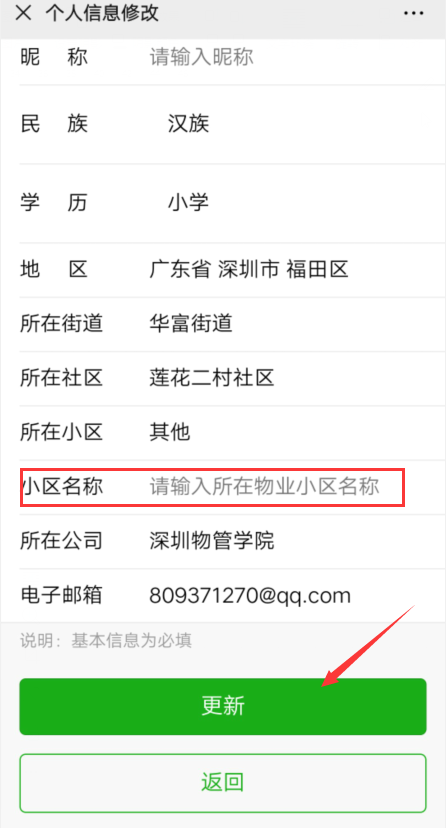 个人信息修改
昵 称 请输入昵称
民 族 汉族
学 历 小学
地 区 广东省 深圳市 福田区
所在街道 华富街道
所在社区 莲花二村社区
所在小区 其他
小区名称 请输入所在物业小区名称
所在公司 深圳物管学院
电子邮箱 809371270@qq.com
说明：基本信息为必填
更新
返回